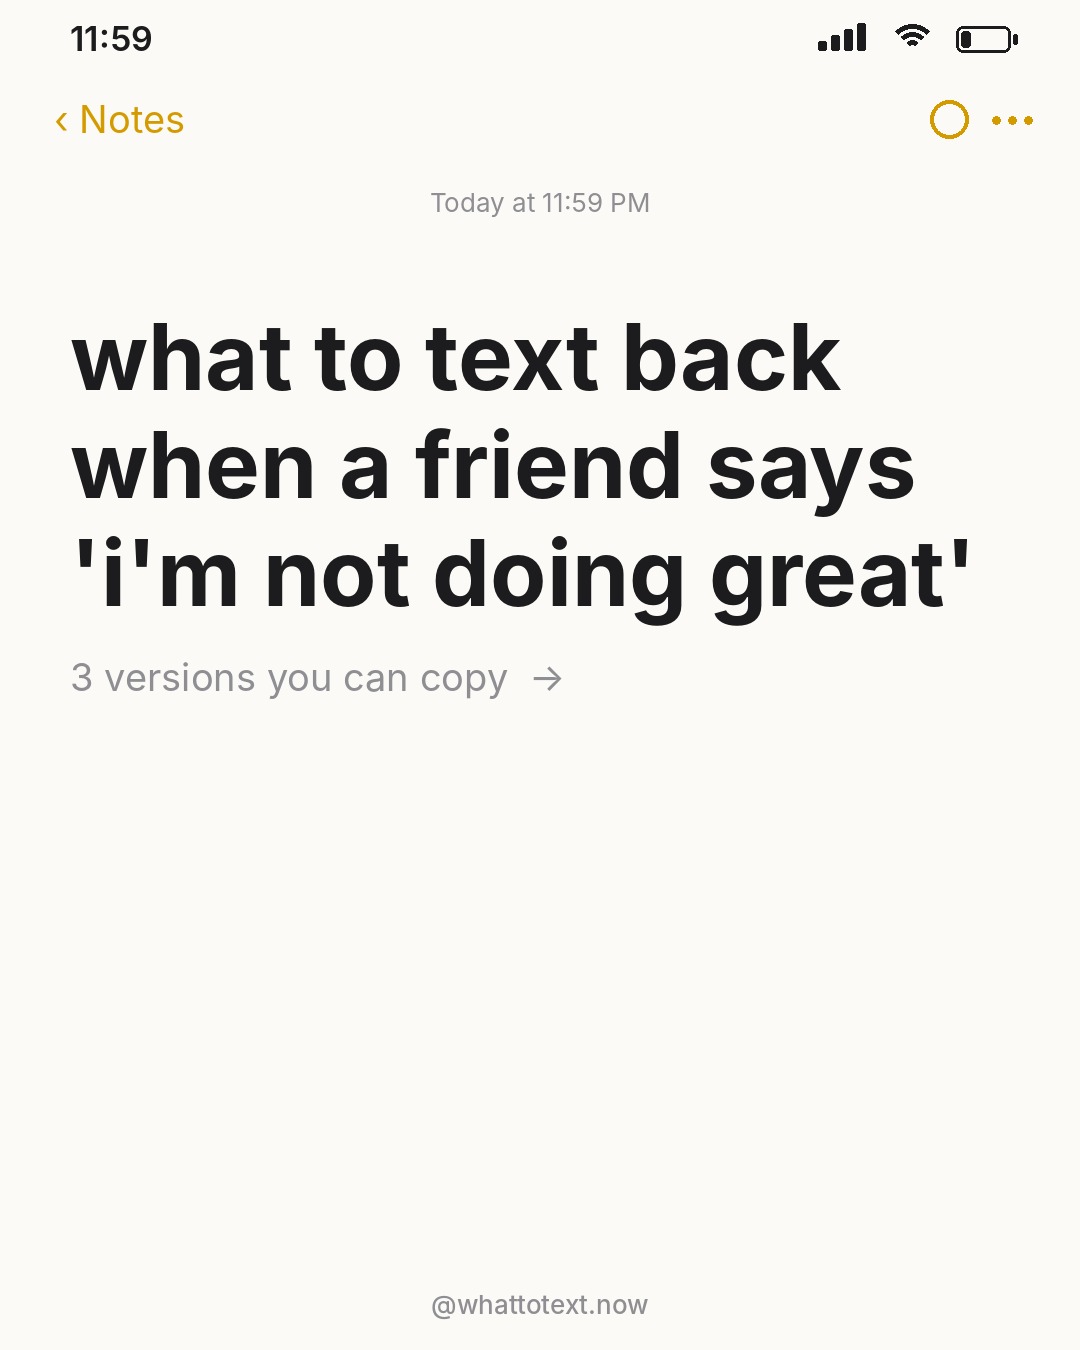 11:59
‹ Notes
Today at 11:59 PM
what to text back
when a friend says
'i'm not doing great'
3 versions you can copy →
@whattotext.now